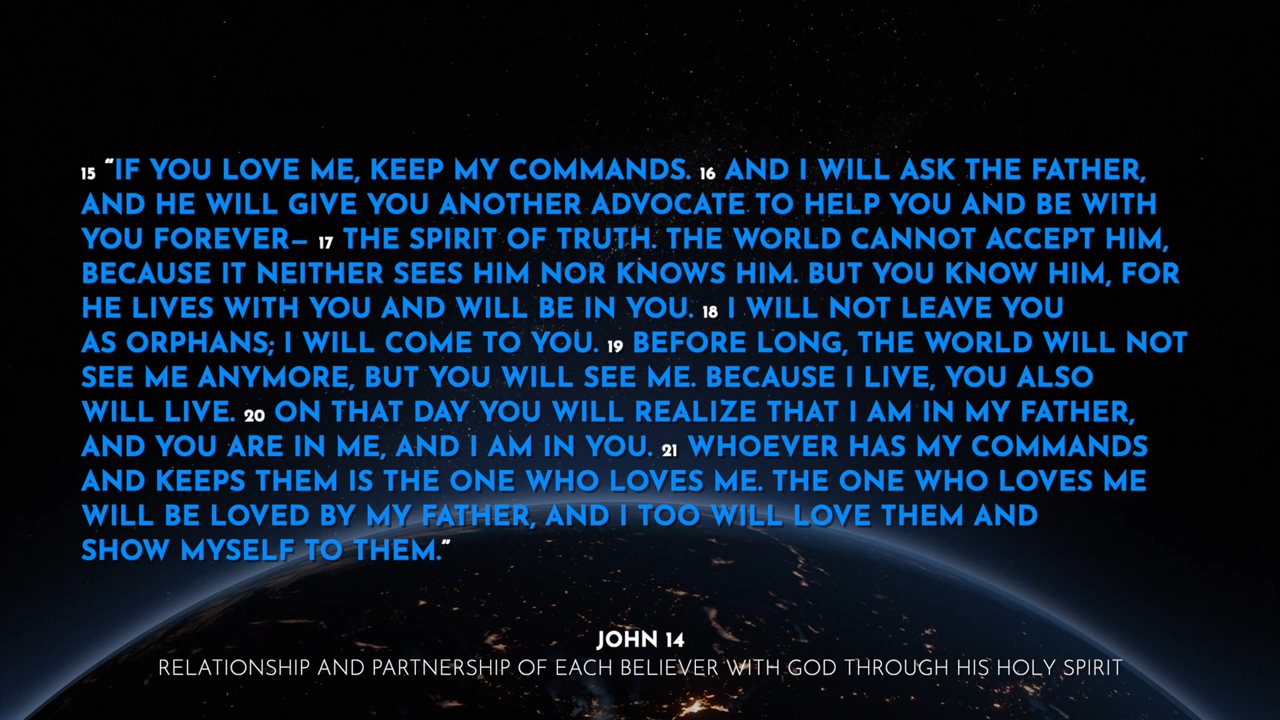 15 “IF YOU LOVE ME, KEEP MY COMMANDS. 16 AND I WILL ASK THE FATHER,
AND HE WILL GIVE YOU ANOTHER ADVOCATE TO HELP YOU AND BE WITH
YOU FOREVER– 17 THE SPIRIT OF TRUTH. THE WORLD CANNOT ACCEPT HIM,
BECAUSE IT NEITHER SEES HIM NOR KNOWS HIM. BUT YOU KNOW HIM, FOR
HE LIVES WITH YOU AND WILL BE IN YOU. 18 I WILL NOT LEAVE YOU
AS ORPHANS; I WILL COME TO YOU. 19 BEFORE LONG, THE WORLD WILL NOT
SEE ME ANYMORE, BUT YOU WILL SEE ME. BECAUSE I LIVE, YOU ALSO
WILL LIVE. 20 ON THAT DAY YOU WILL REALIZE THAT I AM IN MY FATHER,
AND YOU ARE IN ME, AND I AM IN YOU. 21 WHOEVER HAS MY COMMANDS
AND KEEPS THEM IS THE ONE WHO LOVES ME. THE ONE WHO LOVES ME
WILL BE LOVED BY MY FATHER, AND I TOO WILL LOVE THEM AND
SHOW MYSELF TO THEM.”
JOHN 14
RELATIONSHIP AND PARTNERSHIP OF EACH BELIEVER WITH GOD THROUGH HIS HOLY SPIRIT